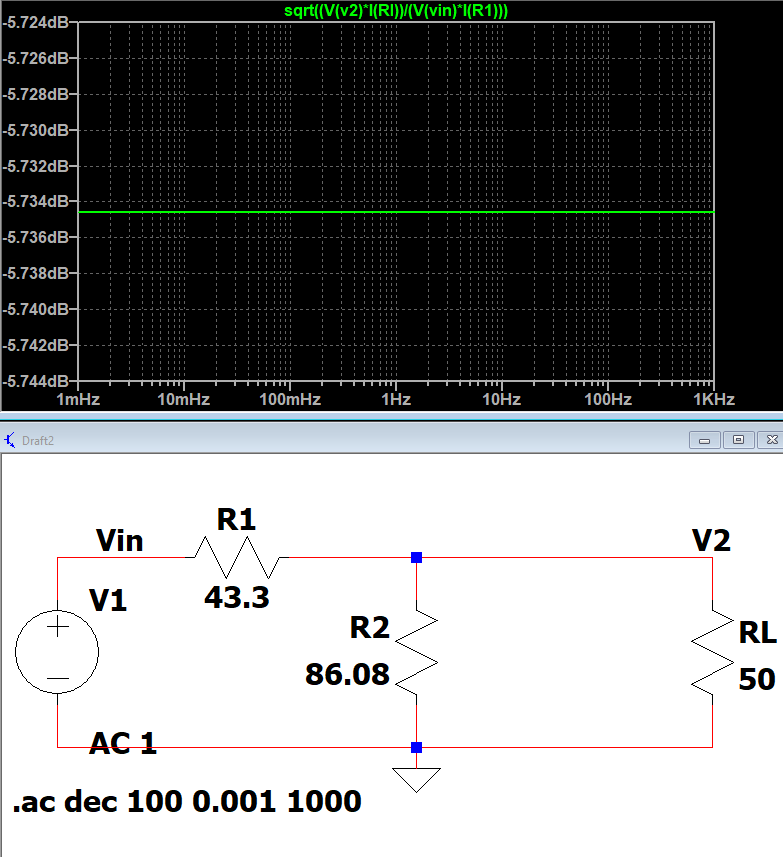 sqrt((V(v2)*I(Rl))/(V(vin)*I(R1)))
-5.724dB
-5.726dB
-5.728dB
-5.730dB
-5.732dB
-5.734dB
-5.736dB
-5.738dB
-5.740dB
-5.742dB
-5.744dB
1mHz 10mHz 100mHz 1Hz 10Hz 100Hz 1KHz
Draft2
R1
Vin V2
43.3
V1
R2 RL
86.08 50
AC 1
.ac dec 100 0.001 1000